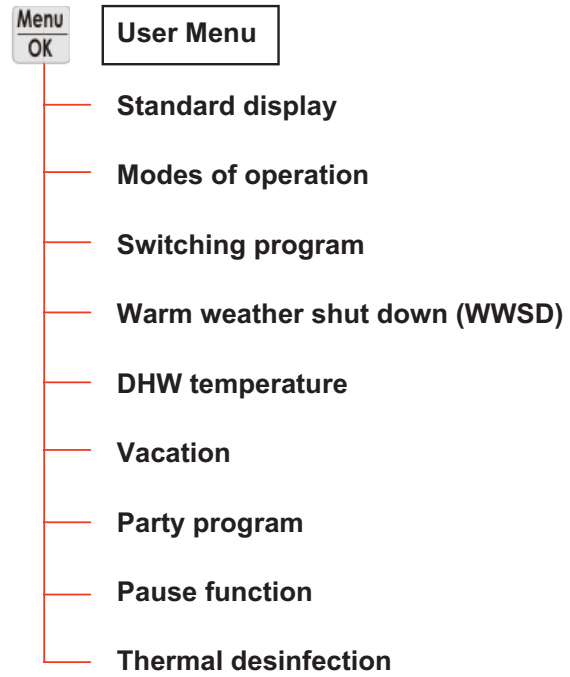 Menu
OK
User Menu
Standard display
Modes of operation
Switching program
Warm weather shut down (WWSD)
DHW temperature
Vacation
Party program
Pause function
Thermal desinfection